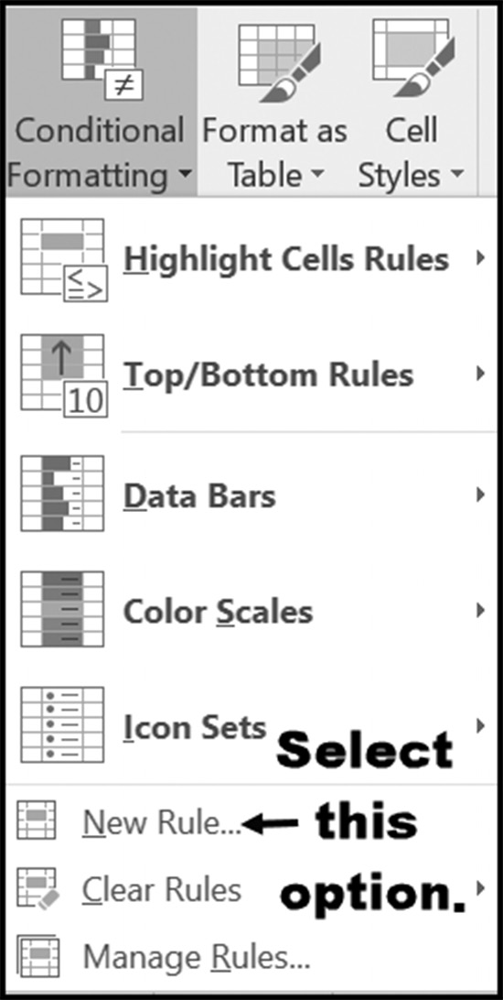 ≠
Conditional Format as Cell
Formatting Table Styles
Highlight Cells Rules
≤ >
Top/Bottom Rules
10
Data Bars
Color Scales
Icon Sets
Select
New Rule... this
Clear Rules option.
Manage Rules...